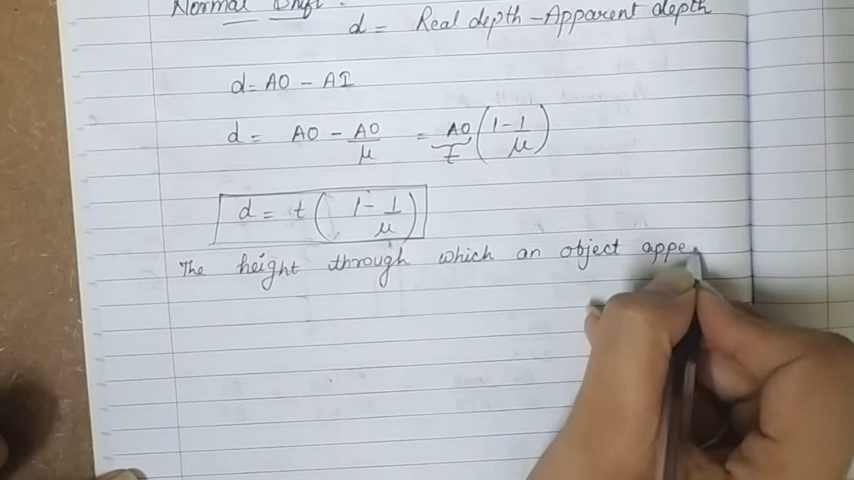 Normal Shift :
d = Real depth - Apparent depth
d = AO - AI
d = AO - AO/μ = AO/t (1 - 1/μ)
d = t (1 - 1/μ)
The height through which an object appe